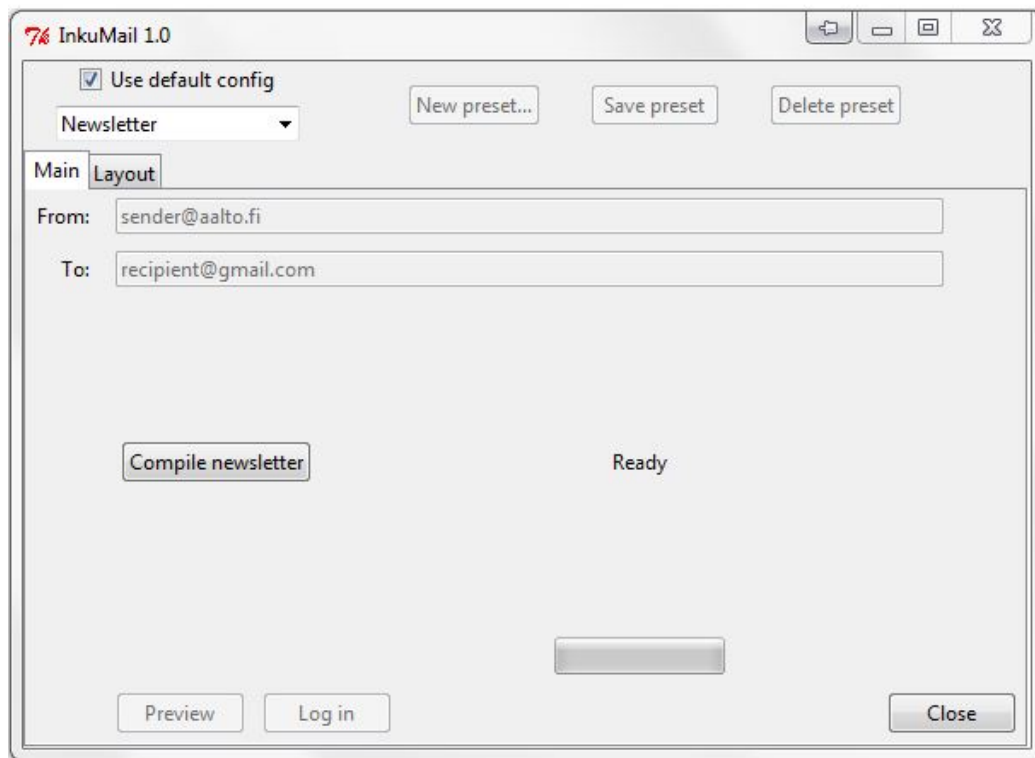 InkuMail 1.0
Use default config
New preset... Save preset Delete preset
Newsletter
Main Layout
From: sender@aalto.fi
To: recipient@gmail.com
Compile newsletter Ready
Preview Log in Close